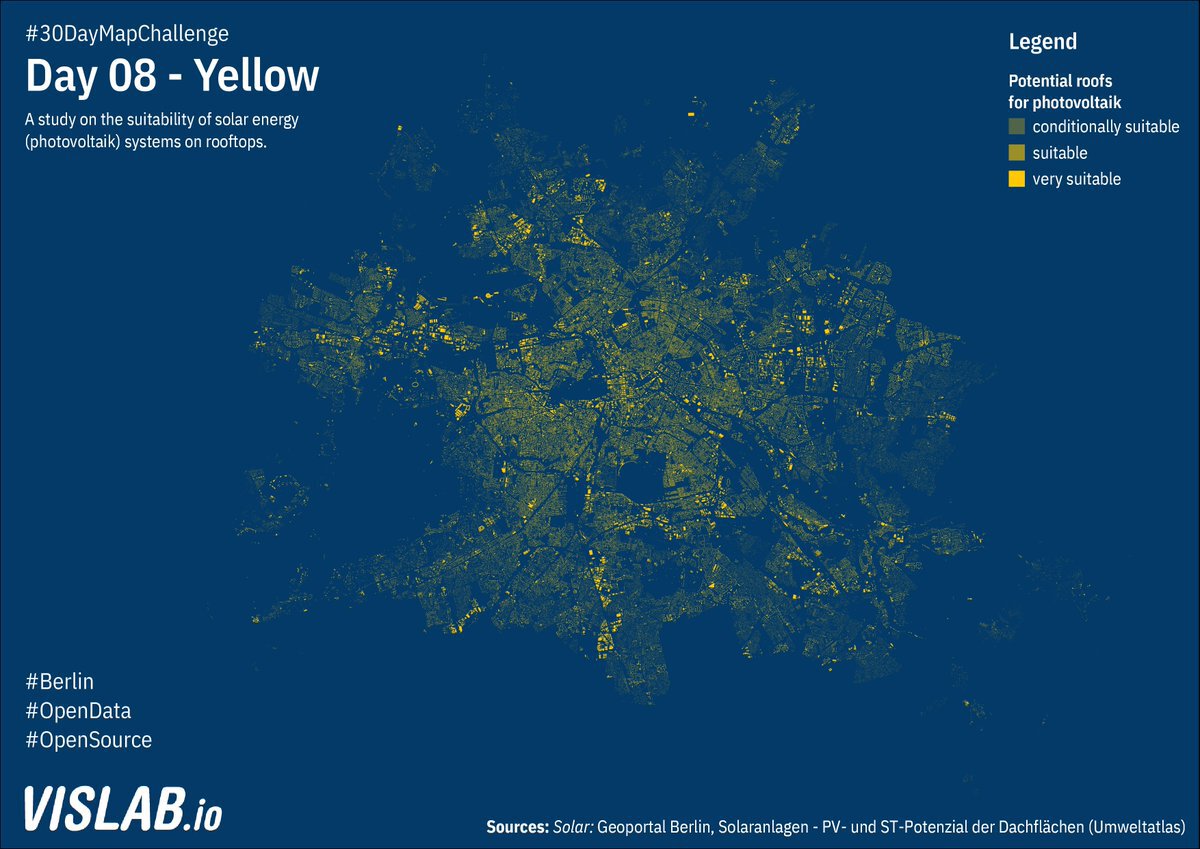 #30DayMapChallenge
Day 08 - Yellow
A study on the suitability of solar energy
(photovoltaik) systems on rooftops.
Legend
Potential roofs
for photovoltaik
conditionally suitable
suitable
very suitable
#Berlin
#OpenData
#OpenSource
VISLAB.io
Sources: Solar: Geoportal Berlin, Solaranlagen - PV- und ST-Potenzial der Dachflächen (Umweltatlas)